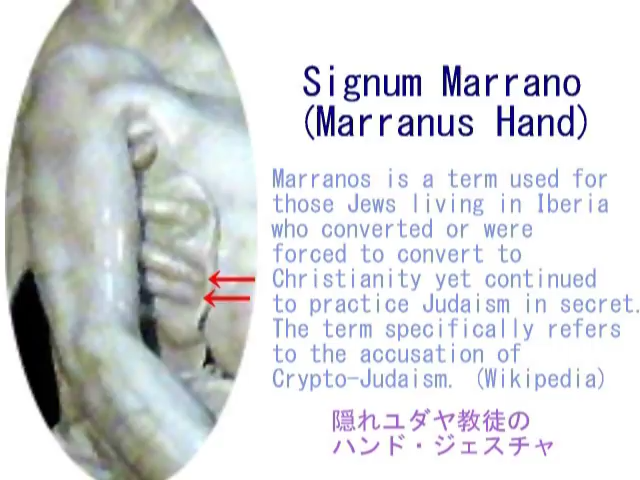 Signum Marrano
(Marranus Hand)
Marranos is a term used for
those Jews living in Iberia
who converted or were
forced to convert to
Christianity yet continued
to practice Judaism in secret.
The term specifically refers
to the accusation of
Crypto-Judaism. (Wikipedia)
隠れユダヤ教徒の
ハンド・ジェスチャ